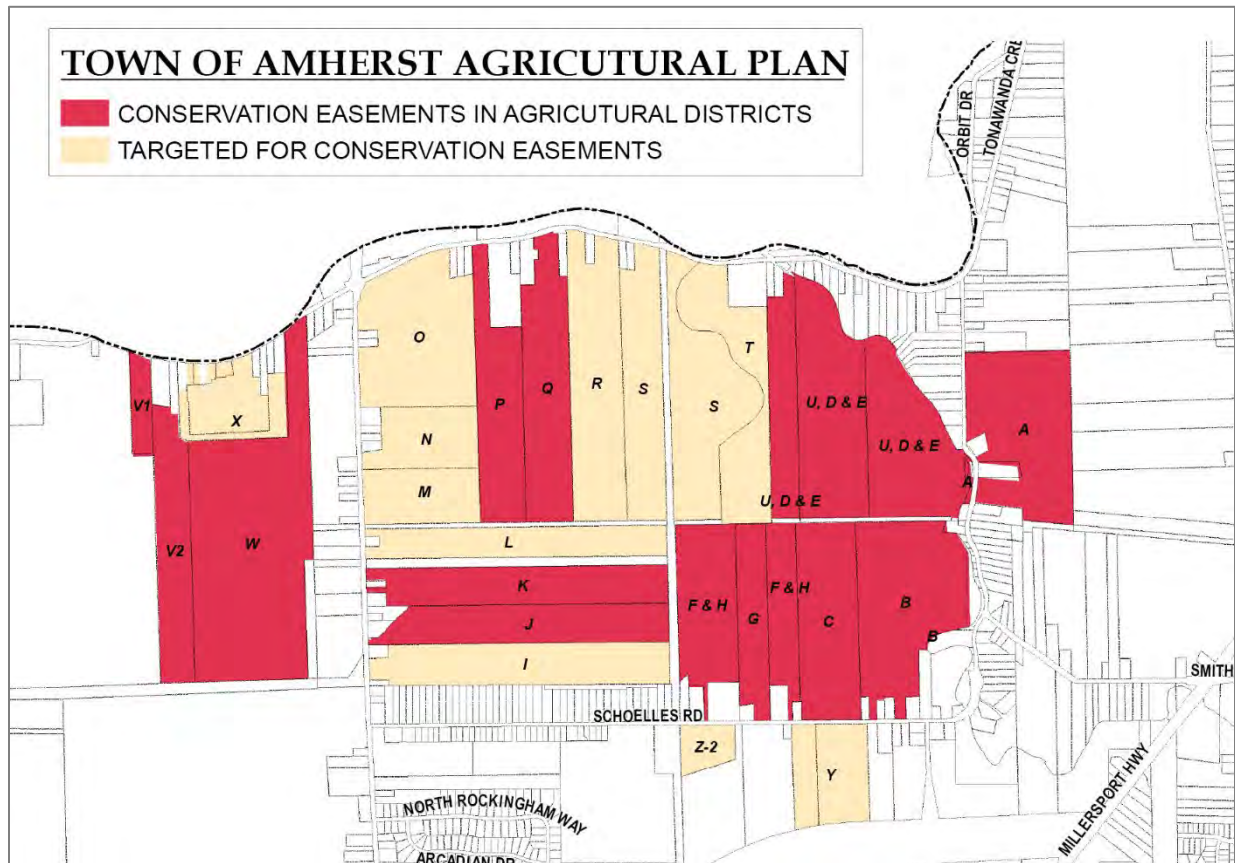 TOWN OF AMHERST AGRICUTURAL PLAN
CONSERVATION EASEMENTS IN AGRICUTURAL DISTRICTS
TARGETED FOR CONSERVATION EASEMENTS
ORBIT DR
TONAWANDA CRE
O
P
Q
R
S
T
S
U, D & E
U, D & E
U, D & E
A
A
V1
X
N
M
V2
W
L
K
J
I
F & H
G
F & H
C
B
B
SCHOELLES RD
SMITH
Z-2
Y
MILLERSPORT HWY
NORTH ROCKINGHAM WAY
ARCADIAN DR